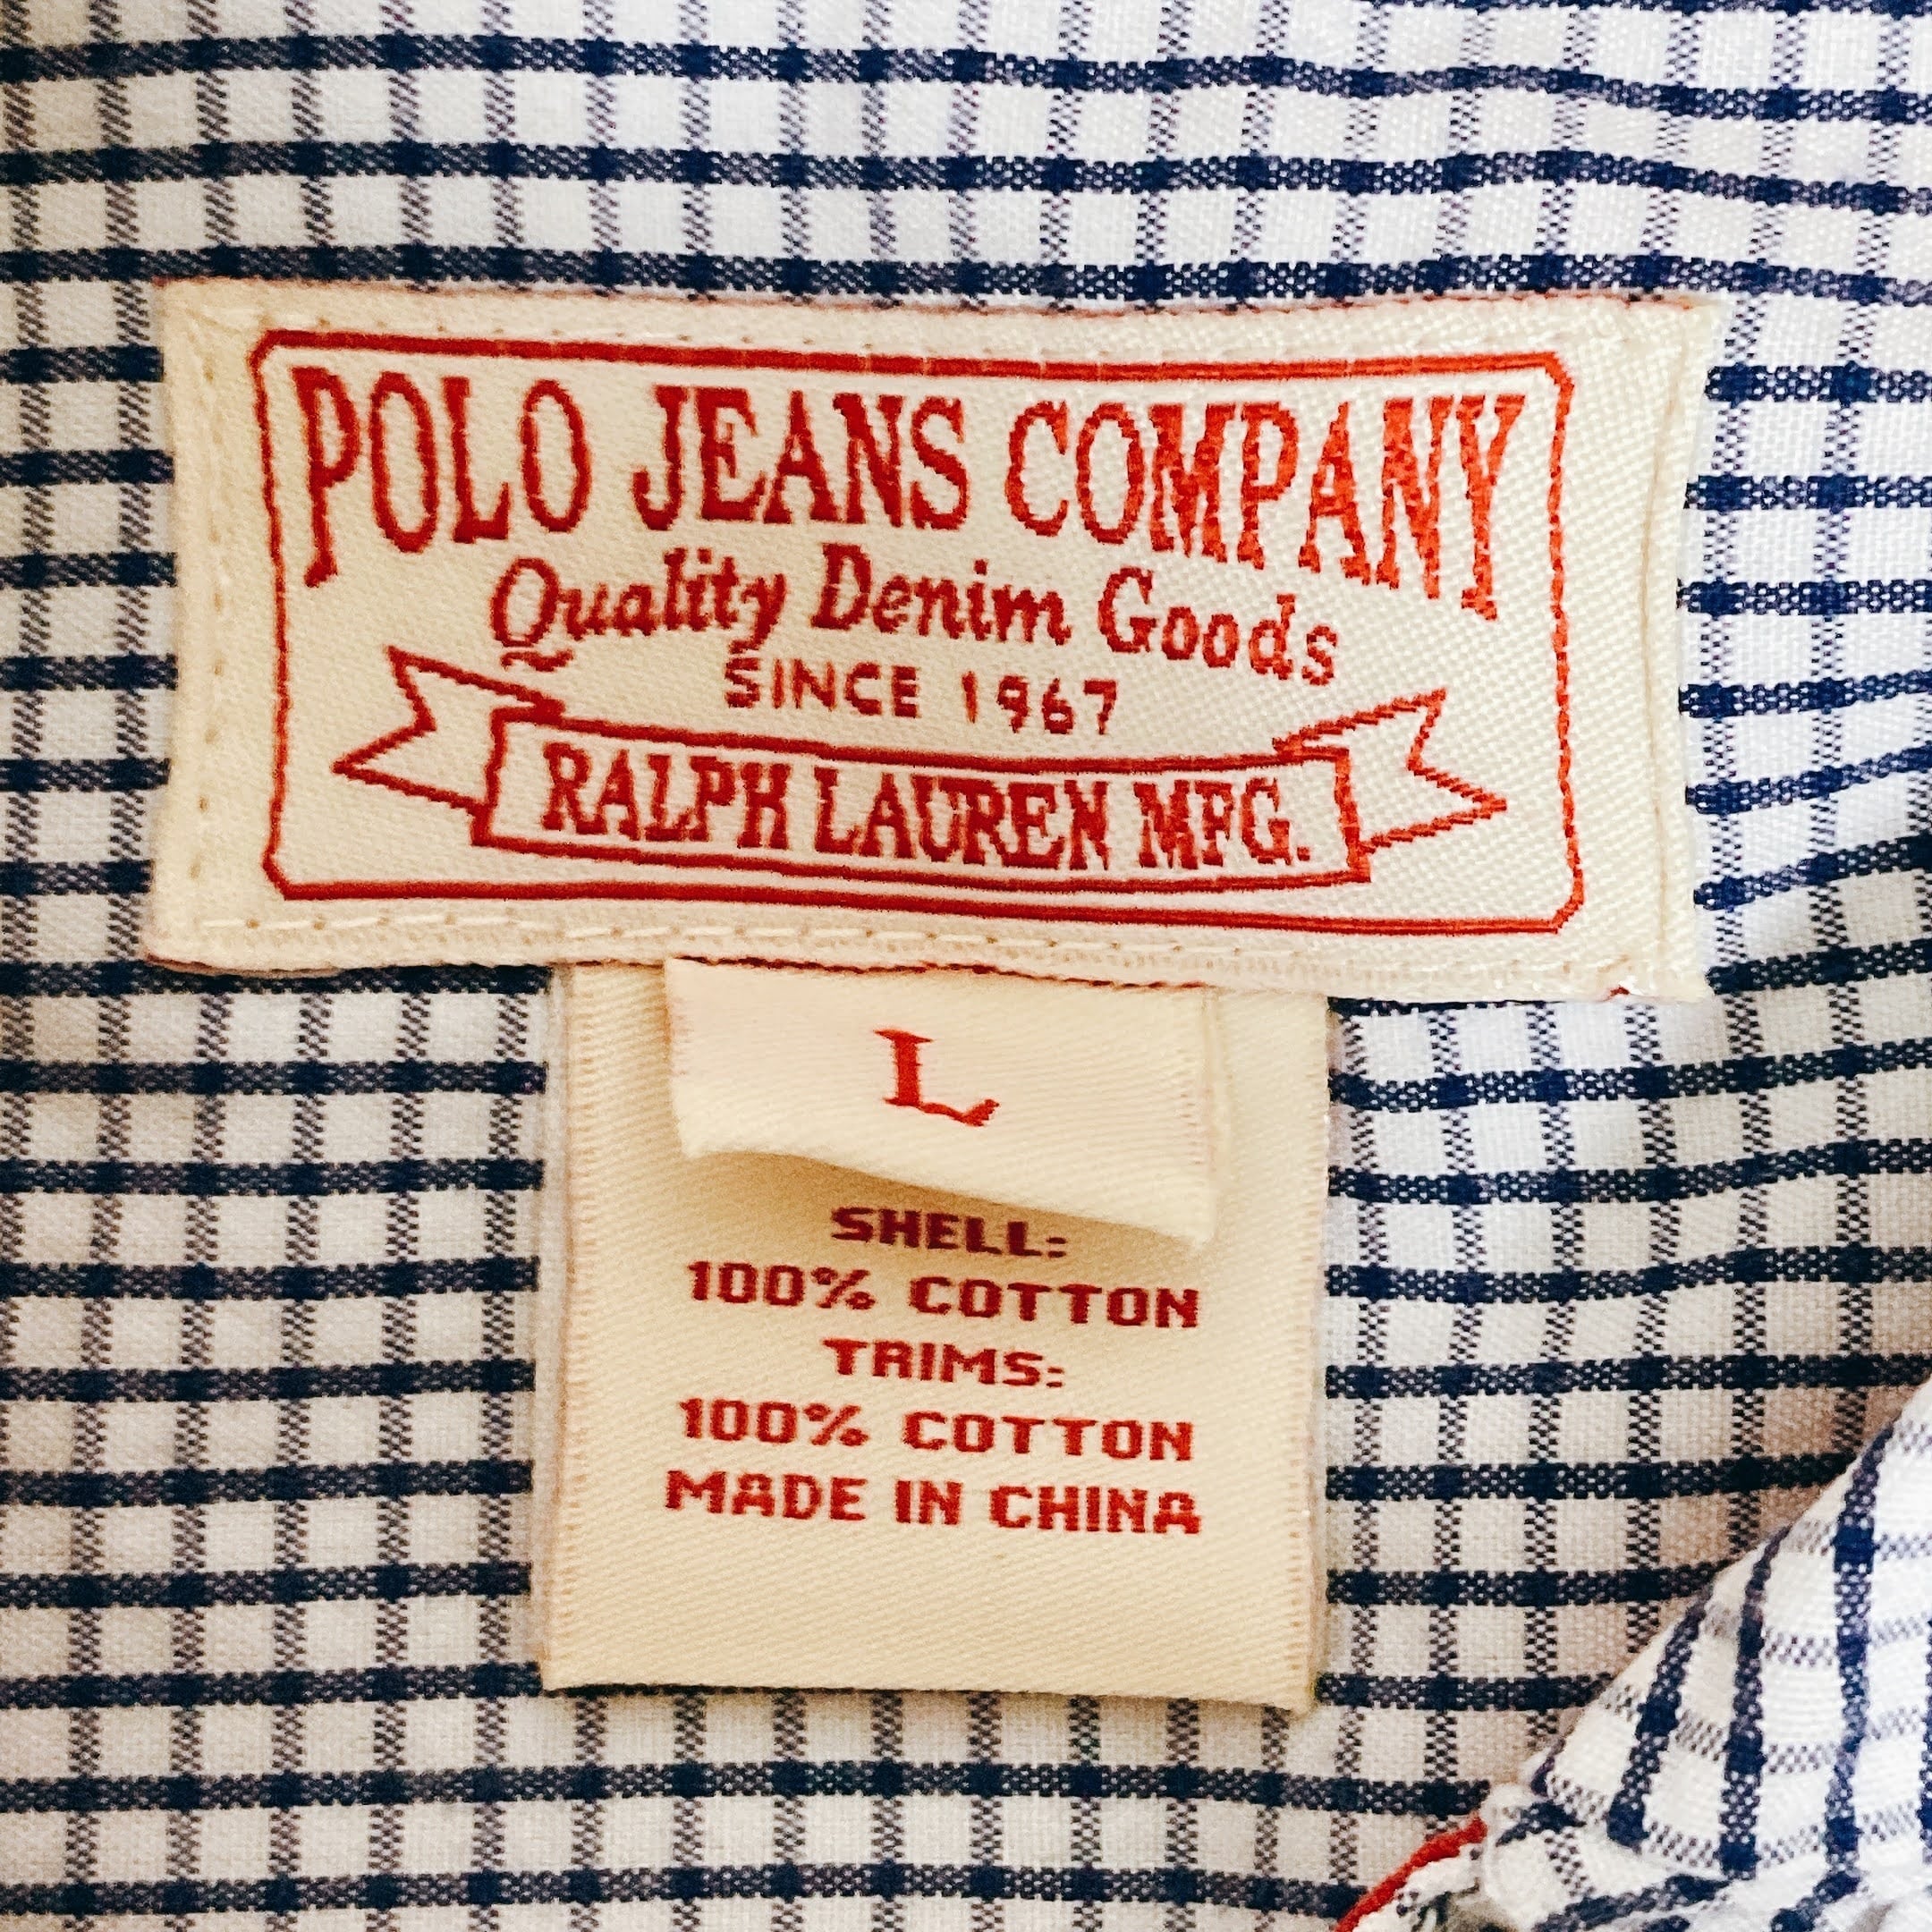 POLO JEANS COMPANY
Quality Denim Goods
SINCE 1967
RALPH LAUREN MFG.
L
SHELL:
100% COTTON
TRIMS:
100% COTTON
MADE IN CHINA